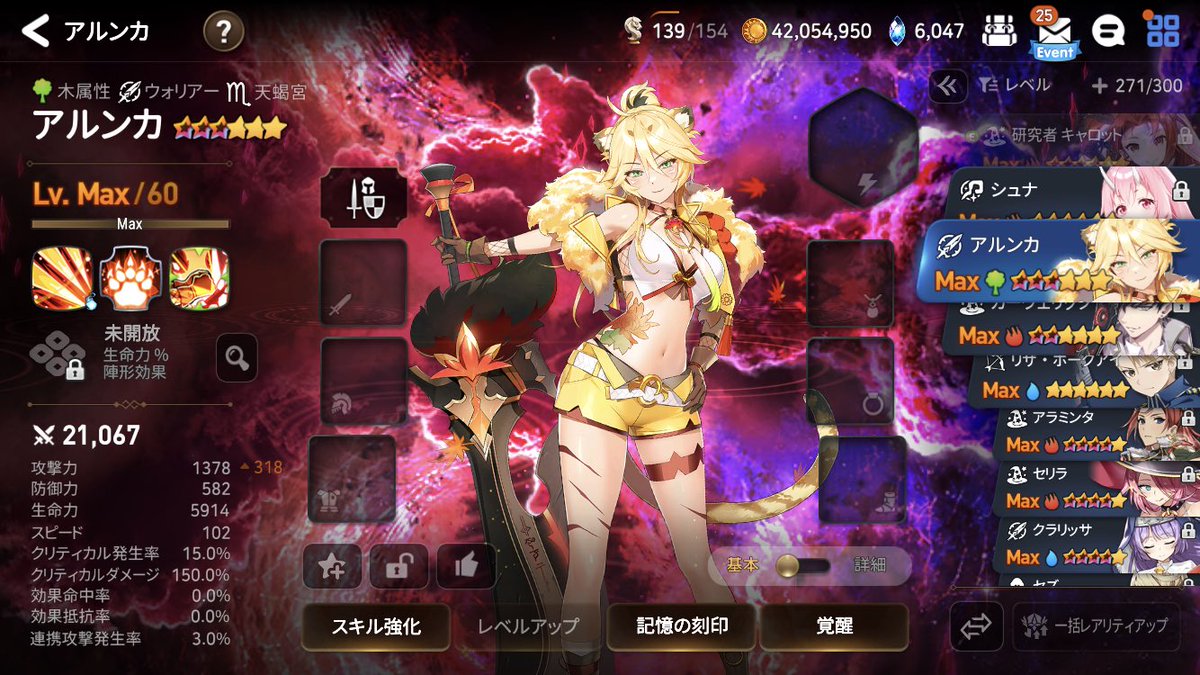 アルンカ
?
139/154
42,054,950
6,047
25
Event
木属性 ウォリアー 天蝎宮
アルンカ
Lv. Max/60
Max
未開放
生命力 %
陣形効果
21,067
攻撃力 1378 318
防御力 582
生命力 5914
スピード 102
クリティカル発生率 15.0%
クリティカルダメージ 150.0%
効果命中率 0.0%
効果抵抗率 0.0%
連携攻撃発生率 3.0%
基本
詳細
スキル強化
レベルアップ
記憶の刻印
覚醒
レベル
271/300
研究者 キャロット
シュナ
アルンカ
Max
Max
リサ・ホークアイ
Max
アラミンタ
Max
セリラ
Max
クラリッサ
Max
セズ
一括レアリティアップ